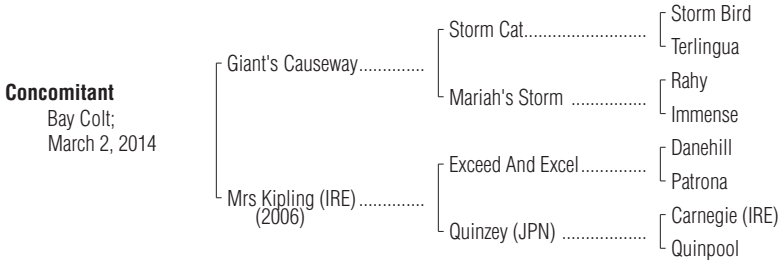 Concomitant
Bay Colt;
March 2, 2014
Giant's Causeway..............
Mrs Kipling (IRE)..............
(2006)
Storm Cat..........................
Mariah's Storm ................
Exceed And Excel..............
Quinzey (JPN) ..................
Storm Bird
Terlingua
Rahy
Immense
Danehill
Patrona
Carnegie (IRE)
Quinpool